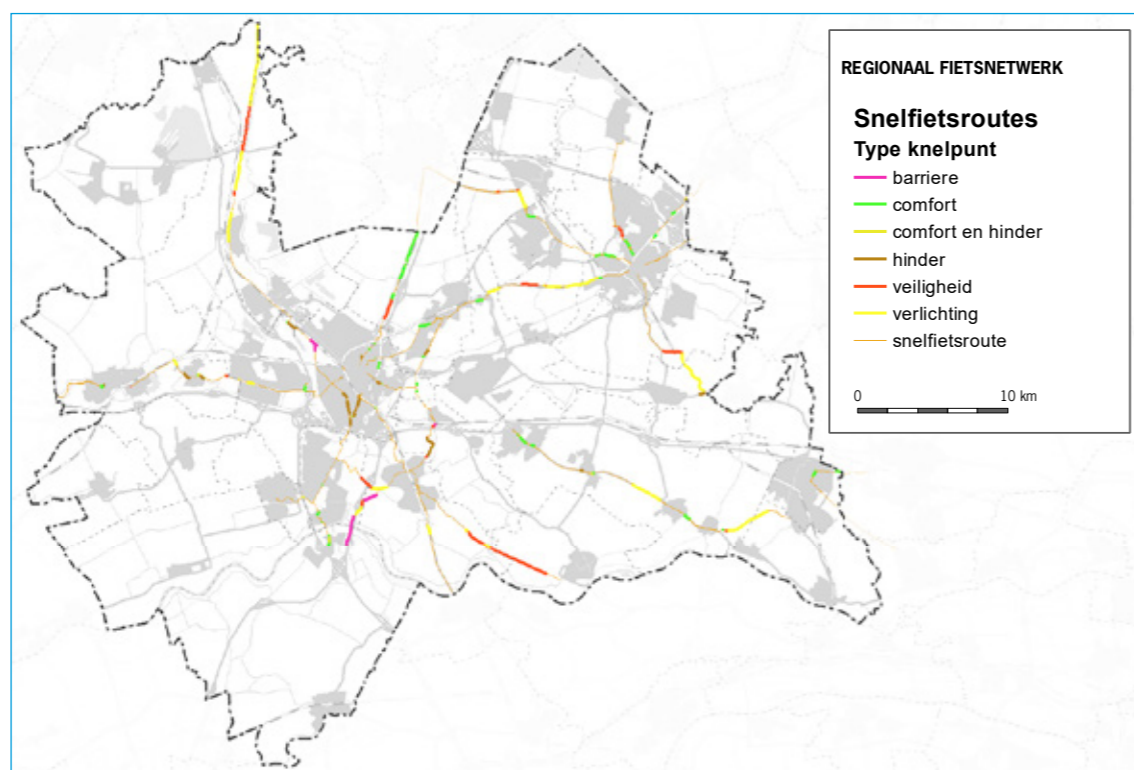 REGIONAAL FIETSNETWERK
Snelfietsroutes
Type knelpunt
barriere
comfort
comfort en hinder
hinder
veiligheid
verlichting
snelfietsroute
0 10 km